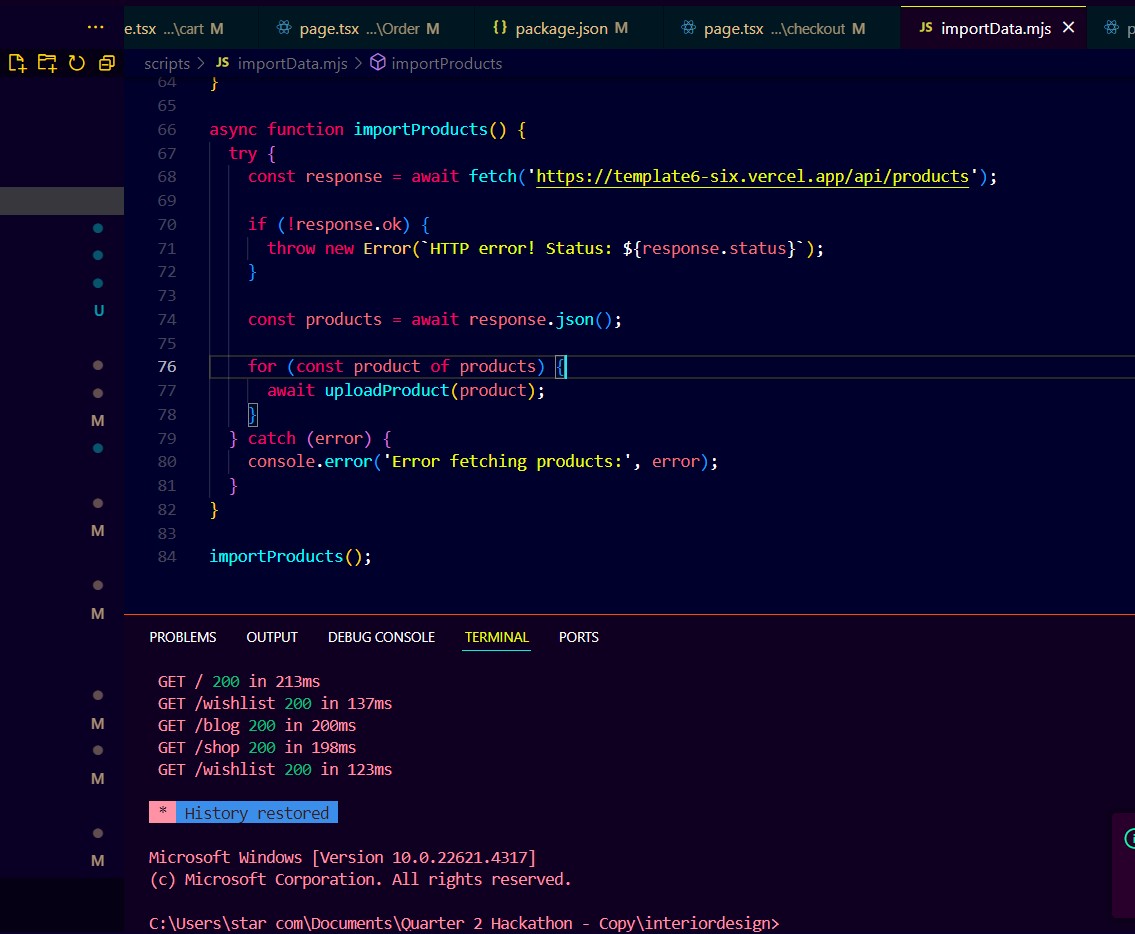 e.tsx ...\cart M page.tsx ...\Order M {} package.json M page.tsx ...\checkout M JS importData.mjs × p
scripts > JS importData.mjs > importProducts
64 }
65
66 async function importProducts() {
67 try {
68 const response = await fetch('https://template6-six.vercel.app/api/products');
69
70 if (!response.ok) {
71 throw new Error(`HTTP error! Status: ${response.status}`);
72 }
73
74 const products = await response.json();
75
76 for (const product of products) {
77 await uploadProduct(product);
78 }
79 } catch (error) {
80 console.error('Error fetching products:', error);
81 }
82 }
83
84 importProducts();
U
M
M
M
M
M
M
PROBLEMS OUTPUT DEBUG CONSOLE TERMINAL PORTS
GET / 200 in 213ms
GET /wishlist 200 in 137ms
GET /blog 200 in 200ms
GET /shop 200 in 198ms
GET /wishlist 200 in 123ms
* History restored
Microsoft Windows [Version 10.0.22621.4317]
(c) Microsoft Corporation. All rights reserved.
C:\Users\star com\Documents\Quarter 2 Hackathon - Copy\interiordesign>